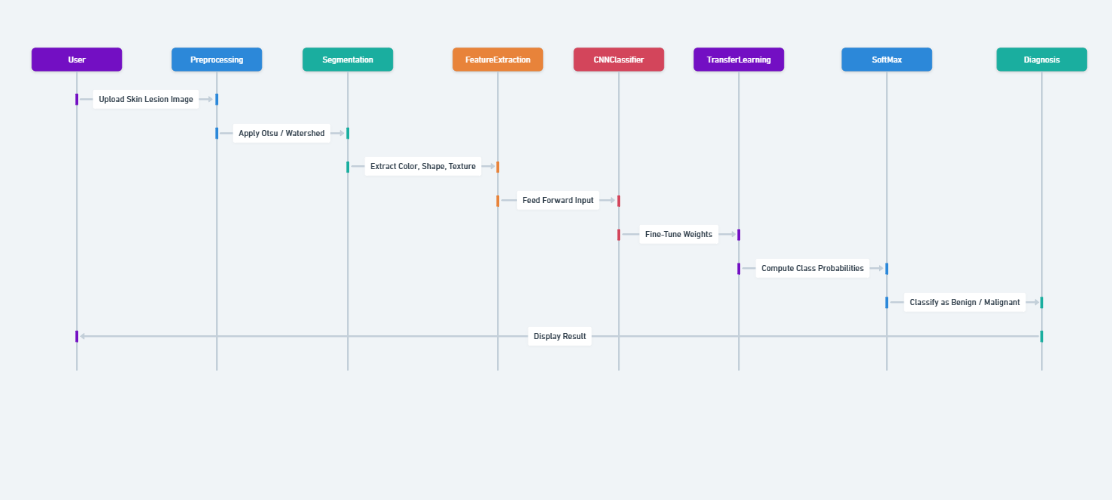 User
Preprocessing
Segmentation
FeatureExtraction
CNNClassifier
TransferLearning
SoftMax
Diagnosis
Upload Skin Lesion Image
Apply Otsu / Watershed
Extract Color, Shape, Texture
Feed Forward Input
Fine-Tune Weights
Compute Class Probabilities
Classify as Benign / Malignant
Display Result